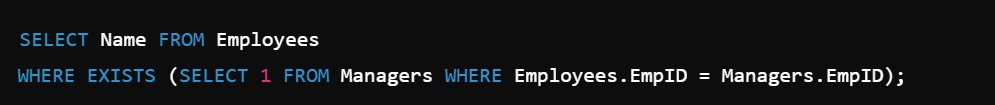 SELECT Name FROM Employees
WHERE EXISTS (SELECT 1 FROM Managers WHERE Employees.EmpID = Managers.EmpID);